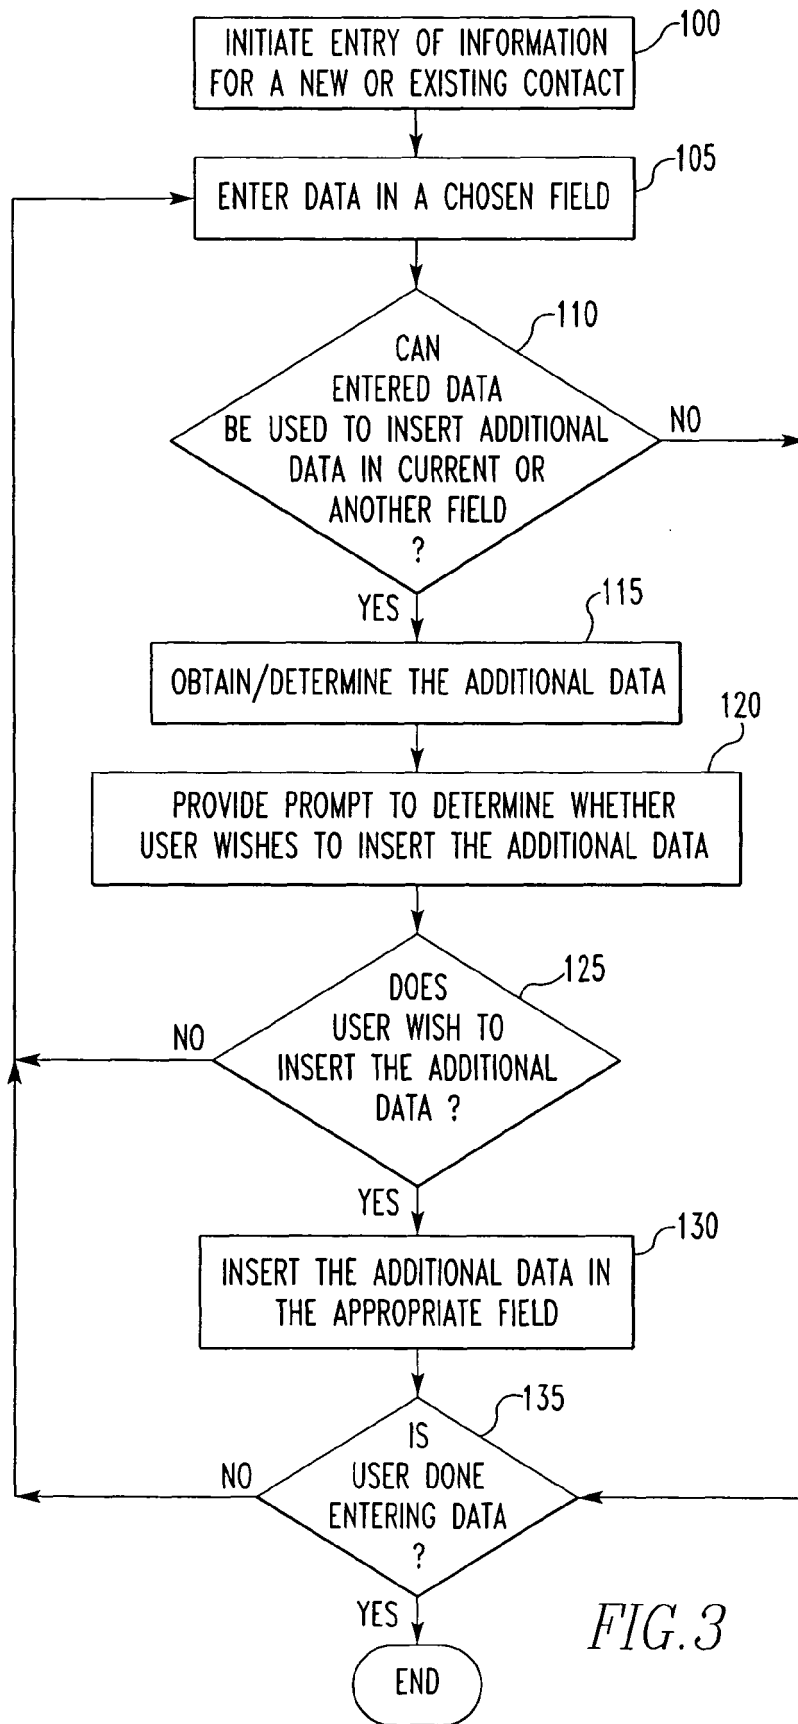 100
INITIATE ENTRY OF INFORMATION
FOR A NEW OR EXISTING CONTACT
105
ENTER DATA IN A CHOSEN FIELD
110
CAN
ENTERED DATA
BE USED TO INSERT ADDITIONAL
DATA IN CURRENT OR
ANOTHER FIELD
?
NO
YES
115
OBTAIN/DETERMINE THE ADDITIONAL DATA
120
PROVIDE PROMPT TO DETERMINE WHETHER
USER WISHES TO INSERT THE ADDITIONAL DATA
125
DOES
USER WISH TO
INSERT THE ADDITIONAL
DATA ?
NO
YES
130
INSERT THE ADDITIONAL DATA IN
THE APPROPRIATE FIELD
135
IS
USER DONE
ENTERING DATA
?
NO
YES
END
FIG.3